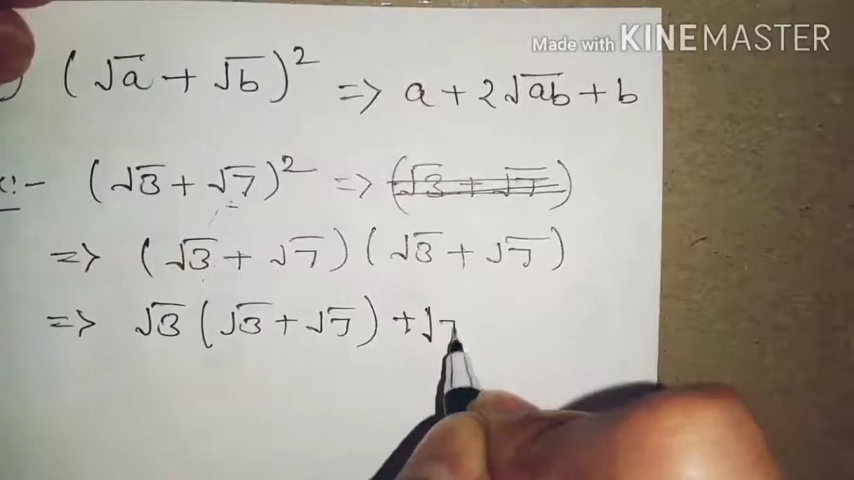 Made with KINEMASTER
) (√a + √b)² => a + 2√ab + b
x:- (√3 + √7)² => (√3 + √7)
=> (√3 + √7) (√3 + √7)
=> √3 (√3 + √7) + √7